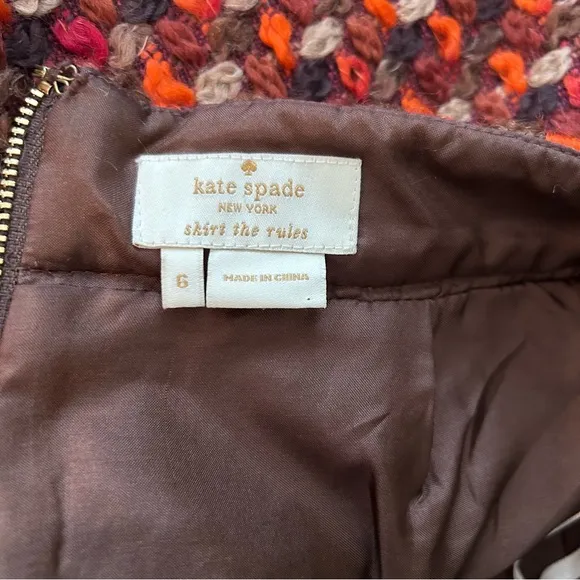 kate spade
NEW YORK
skirt the rules
6
MADE IN CHINA